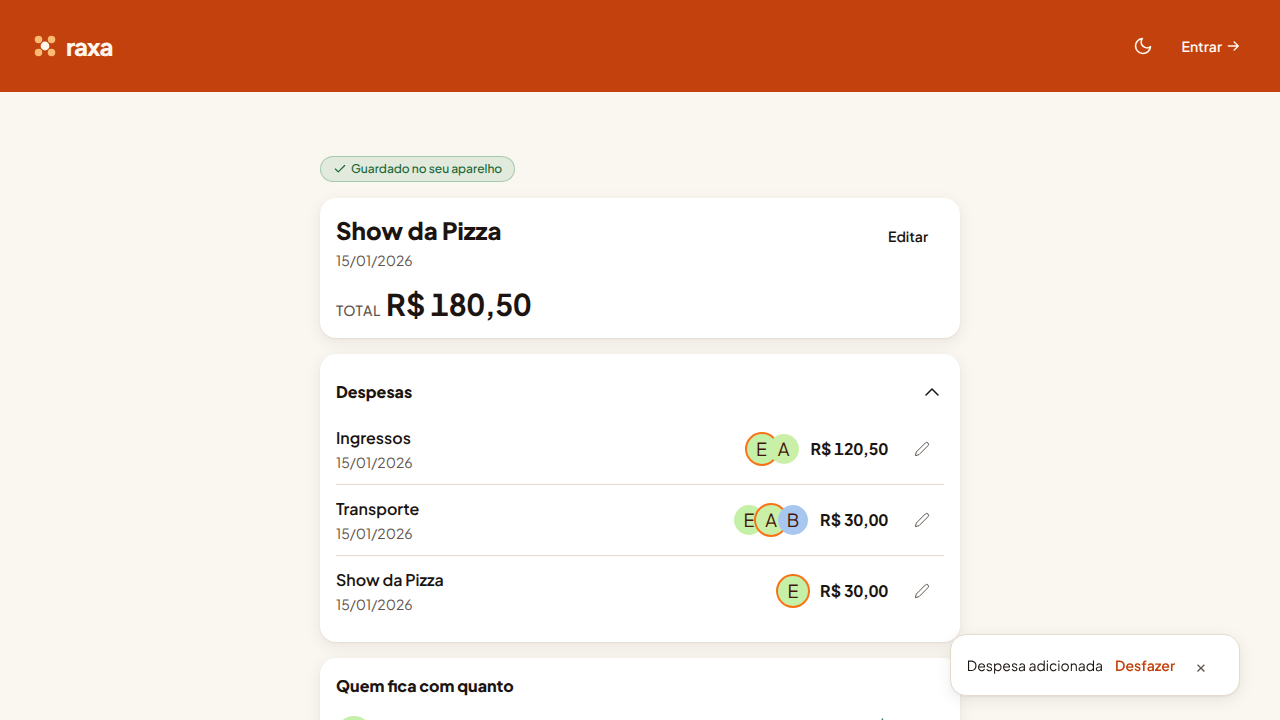 raxa
Entrar →
Guardado no seu aparelho
Show da Pizza
Editar
15/01/2026
TOTAL R$ 180,50
Despesas
Ingressos
E A R$ 120,50
15/01/2026
Transporte
E A B R$ 30,00
15/01/2026
Show da Pizza
E R$ 30,00
15/01/2026
Despesa adicionada Desfazer ×
Quem fica com quanto